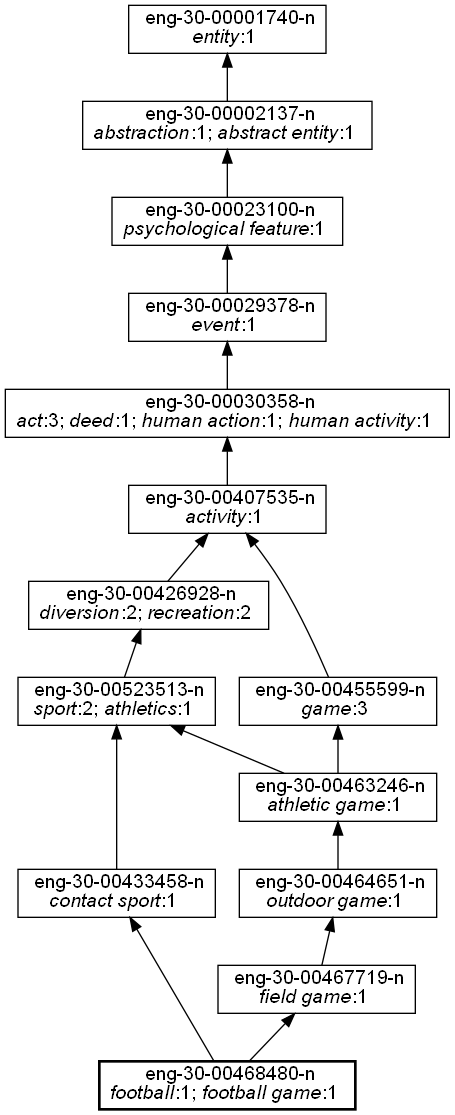 eng-30-00001740-n
entity:1
eng-30-00002137-n
abstraction:1; abstract entity:1
eng-30-00023100-n
psychological feature:1
eng-30-00029378-n
event:1
eng-30-00030358-n
act:3; deed:1; human action:1; human activity:1
eng-30-00407535-n
activity:1
eng-30-00426928-n
diversion:2; recreation:2
eng-30-00523513-n
sport:2; athletics:1
eng-30-00455599-n
game:3
eng-30-00463246-n
athletic game:1
eng-30-00433458-n
contact sport:1
eng-30-00464651-n
outdoor game:1
eng-30-00467719-n
field game:1
eng-30-00468480-n
football:1; football game:1